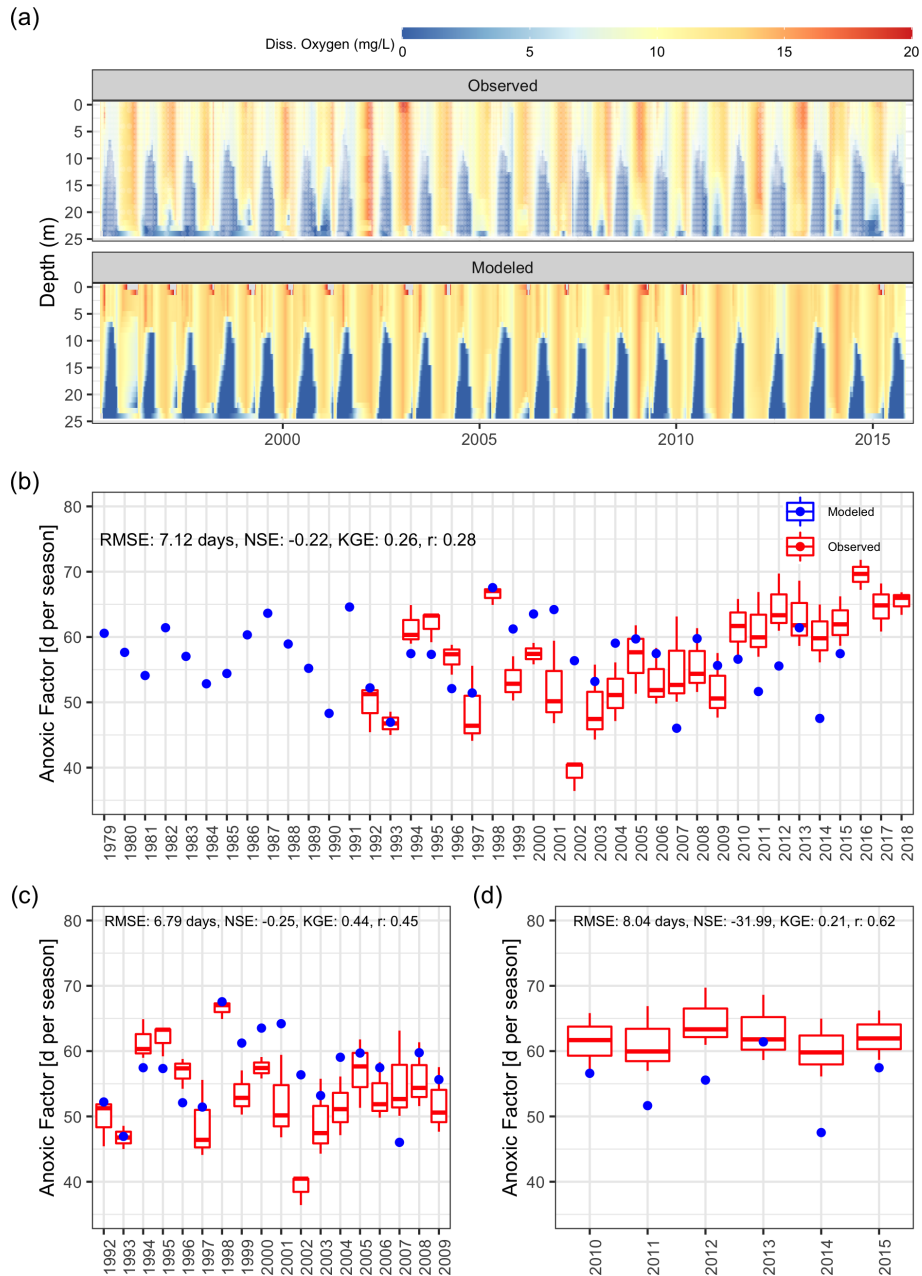 (a)
Diss. Oxygen (mg/L)
0 5 10 15 20
Observed
0
5
10
15
20
25
Modeled
0
5
10
15
20
25
Depth (m)
2000 2005 2010 2015
(b)
80
70
60
50
40
Anoxic Factor [d per season]
RMSE: 7.12 days, NSE: -0.22, KGE: 0.26, r: 0.28
Modeled
Observed
1979 1980 1981 1982 1983 1984 1985 1986 1987 1988 1989 1990 1991 1992 1993 1994 1995 1996 1997 1998 1999 2000 2001 2002 2003 2004 2005 2006 2007 2008 2009 2010 2011 2012 2013 2014 2015 2016 2017 2018
(c)
80
70
60
50
40
Anoxic Factor [d per season]
RMSE: 6.79 days, NSE: -0.25, KGE: 0.44, r: 0.45
1992 1993 1994 1995 1996 1997 1998 1999 2000 2001 2002 2003 2004 2005 2006 2007 2008 2009
(d)
80
70
60
50
40
Anoxic Factor [d per season]
RMSE: 8.04 days, NSE: -31.99, KGE: 0.21, r: 0.62
2010 2011 2012 2013 2014 2015